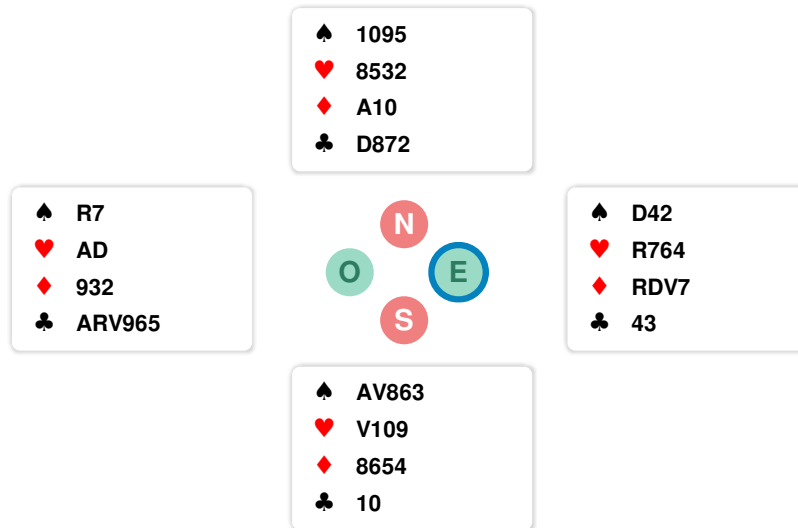 ♠ 1095
♥ 8532
♦ A10
♣ D872
♠ R7
♥ AD
♦ 932
♣ ARV965
N
O
E
S
♠ D42
♥ R764
♦ RDV7
♣ 43
♠ AV863
♥ V109
♦ 8654
♣ 10